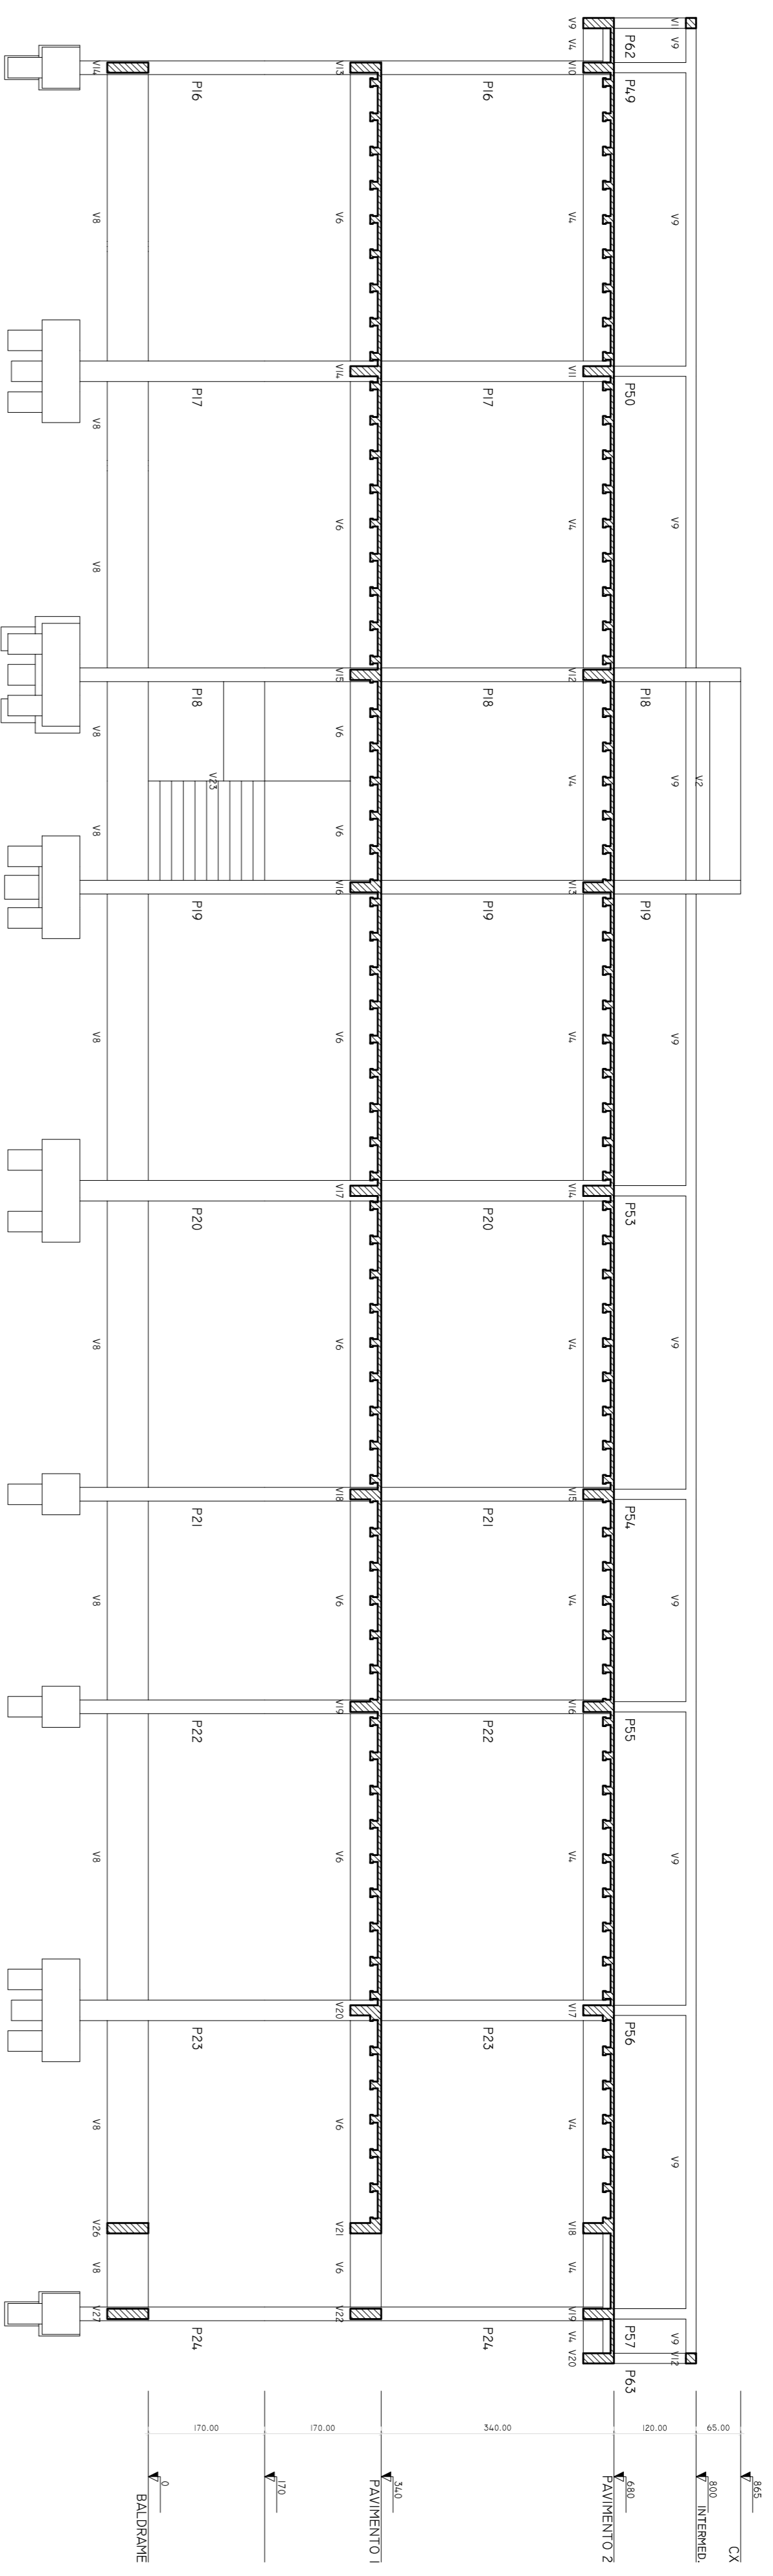 865
CX
65.00
V2
800
INTERMED.
V1 V9 V9 V9 V9 V9 V9 V9 V9 V9 V9 V12
P18 P19
120.00
P62 P49 P50 P53 P54 P55 P56 P57 P63
680
PAVIMENTO 2
V9 V4 V10 V4 V11 V4 V12 V4 V13 V4 V14 V4 V15 V4 V16 V4 V17 V4 V18 V4 V19 V4 V20
P16 P17 P18 P19 P20 P21 P22 P23 P24
340.00
340
PAVIMENTO 1
V13 V6 V14 V6 V15 V6 V6 V16 V6 V17 V6 V18 V6 V19 V6 V20 V6 V21 V6 V22
170.00
170
V23
P16 P17 P18 P19 P20 P21 P22 P23 P24
170.00
0
BALDRAME
V14 V8 V8 V8 V8 V8 V8 V8 V8 V8 V8 V26 V8 V27